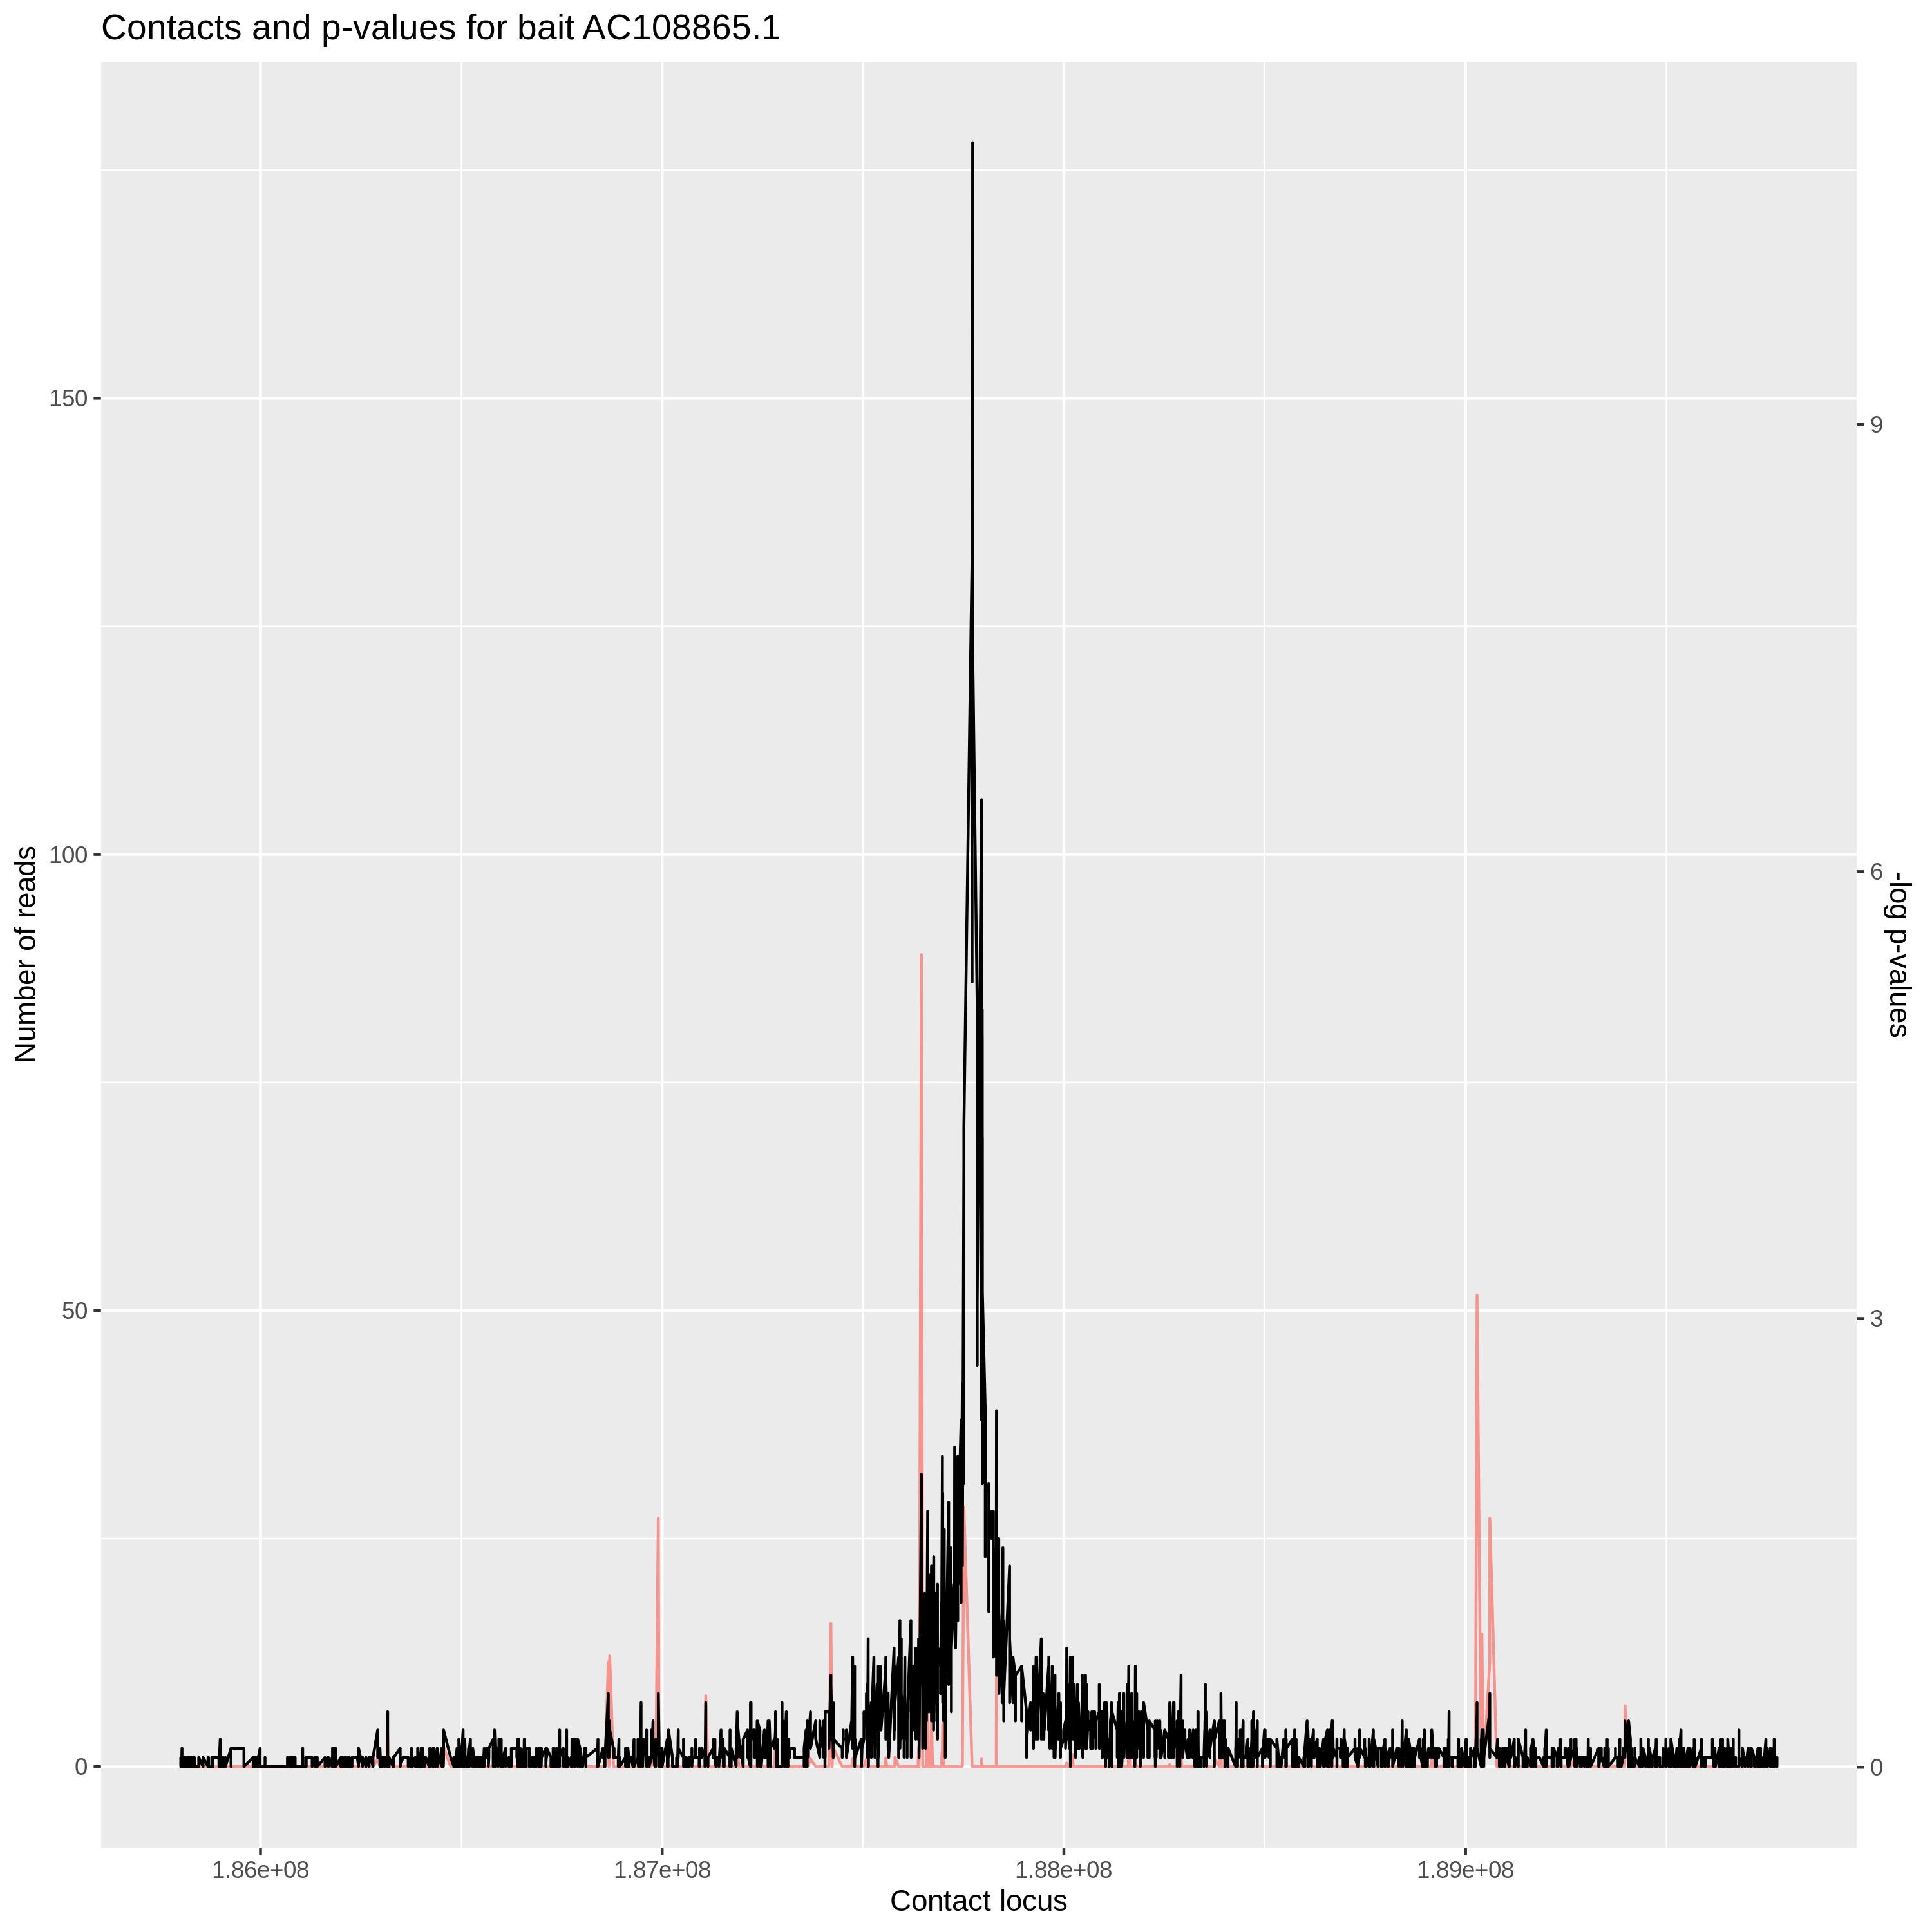 Contacts and p-values for bait AC108865.1
Number of reads
150
100
50
0
9
6
3
0
-log p-values
1.86e+08
1.87e+08
1.88e+08
1.89e+08
Contact locus